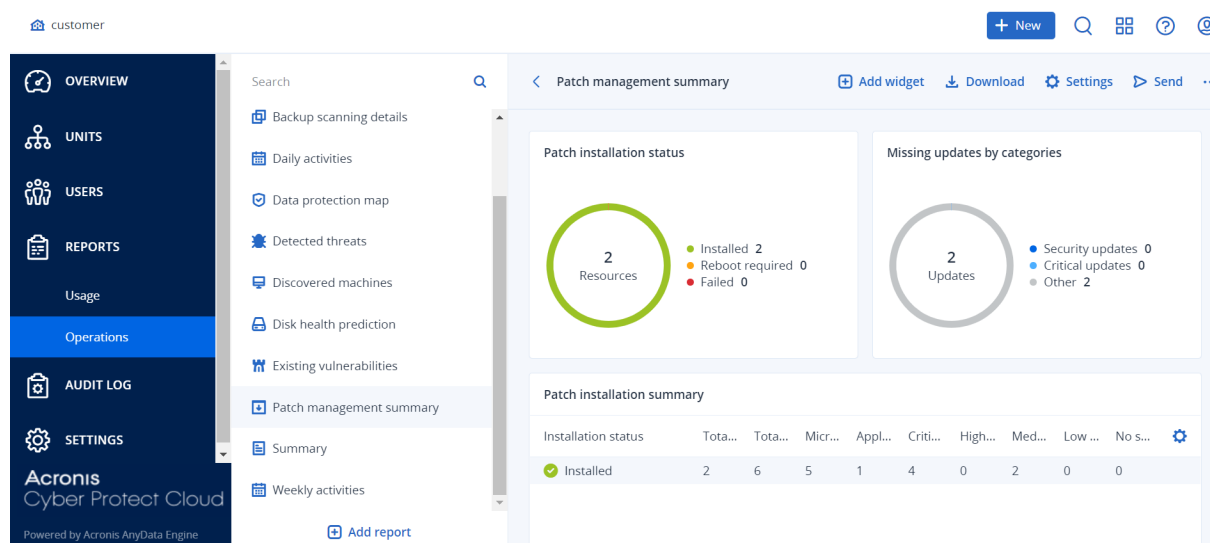 customer
+ New
OVERVIEW
UNITS
USERS
REPORTS
Usage
Operations
AUDIT LOG
SETTINGS
Acronis
Cyber Protect Cloud
Powered by Acronis AnyData Engine
Search
Backup scanning details
Daily activities
Data protection map
Detected threats
Discovered machines
Disk health prediction
Existing vulnerabilities
Patch management summary
Summary
Weekly activities
Add report
Patch management summary
Add widget
Download
Settings
Send
Patch installation status
2
Resources
Installed 2
Reboot required 0
Failed 0
Missing updates by categories
2
Updates
Security updates 0
Critical updates 0
Other 2
Patch installation summary
Installation status Tota... Tota... Micr... Appl... Criti... High... Med... Low ... No s...
Installed 2 6 5 1 4 0 2 0 0